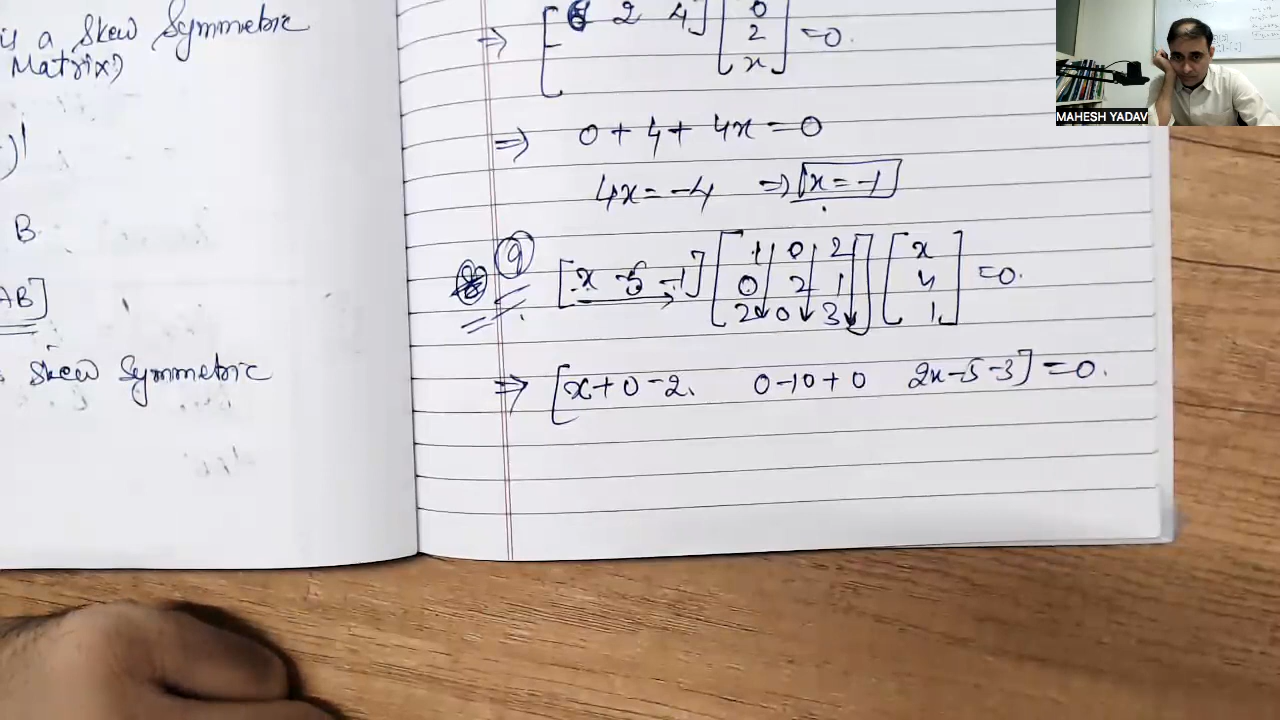 is a Skew Symmetric
Matrix)
)'
B
AB]
Skew Symmetric
⇒ [6 2 4] [0 2 x] = 0.
⇒ 0 + 4 + 4x = 0
4x = -4 ⇒ x = -1
9 [x -5 -1] [1 0 2
0 2 1
2 0 3] [x
4
1] = 0.
⇒ [x+0-2. 0-10+0 2x-5-3] = 0.
MAHESH YADAV